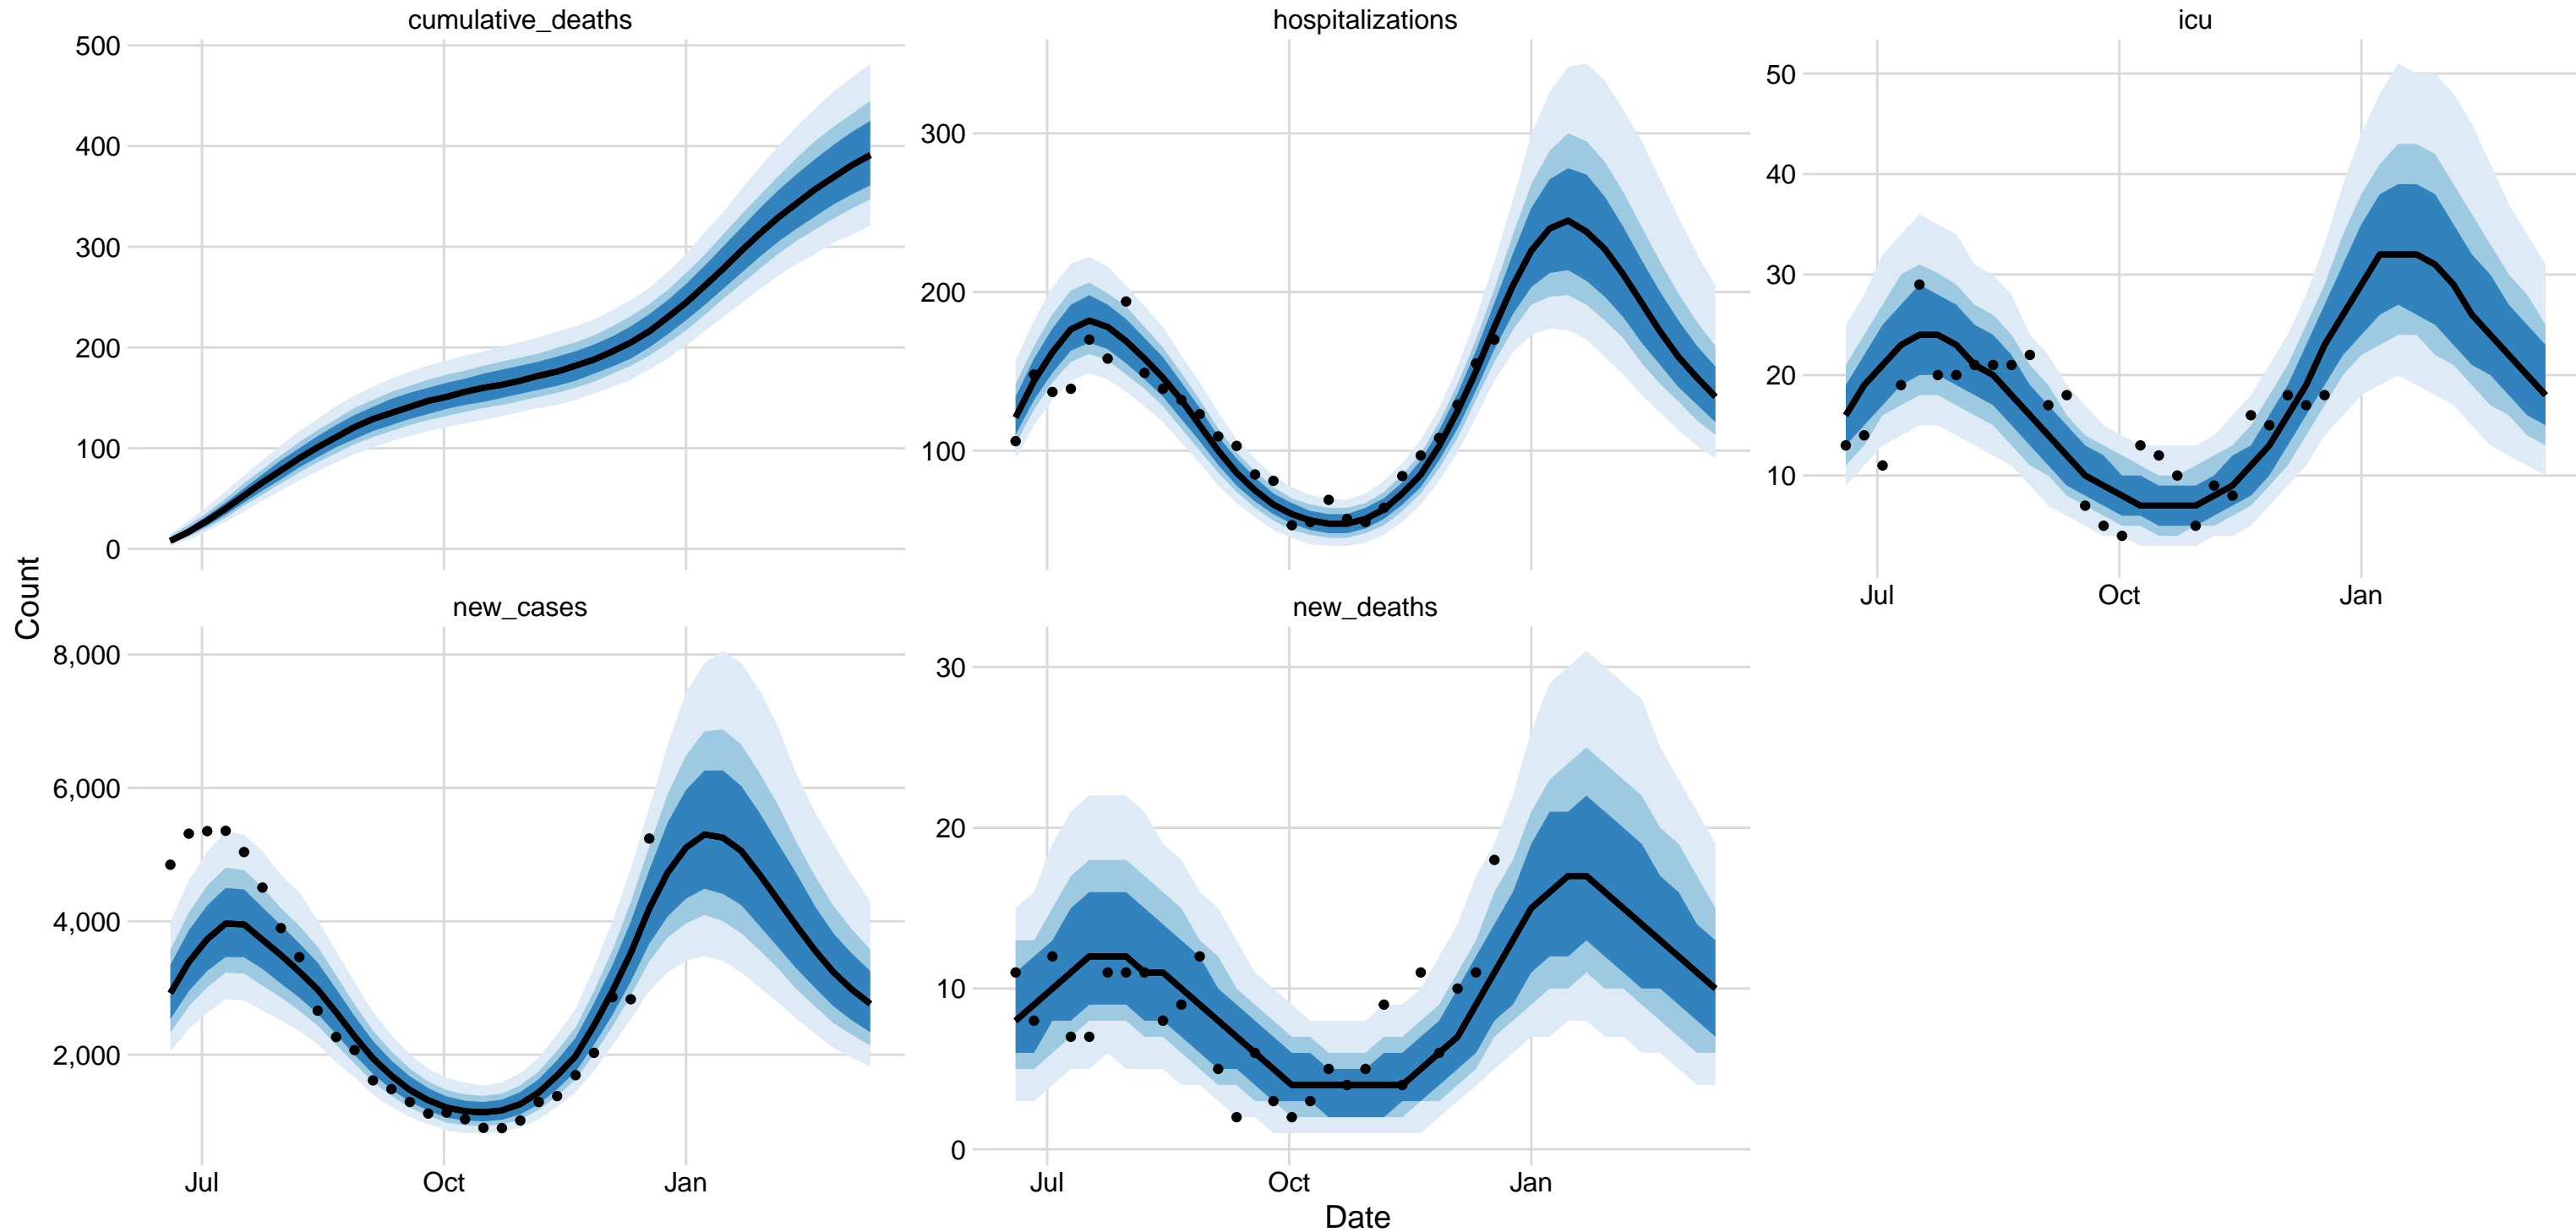 cumulative_deaths
500
400
300
200
100
0
hospitalizations
300
200
100
icu
50
40
30
20
10
Jul Oct Jan
Count
new_cases
8,000
6,000
4,000
2,000
Jul Oct Jan
new_deaths
30
20
10
0
Jul Oct Jan
Date